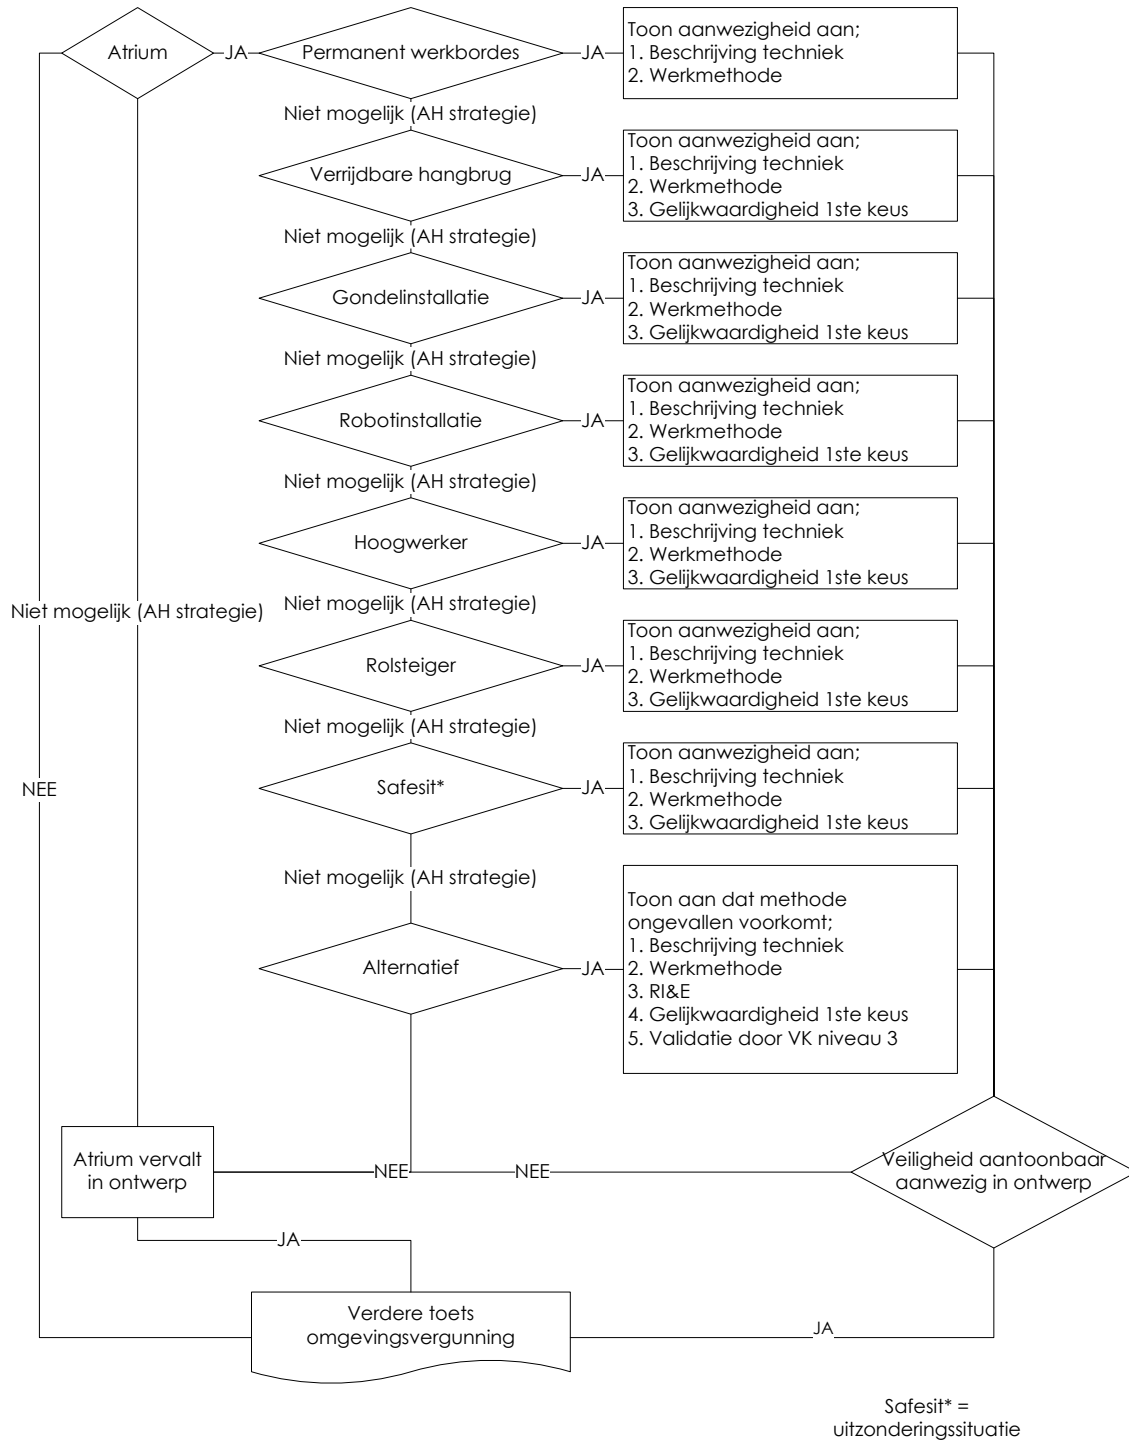 Atrium
JA
Permanent werkbordes
JA
Toon aanwezigheid aan;
1. Beschrijving techniek
2. Werkmethode
Niet mogelijk (AH strategie)
Verrijdbare hangbrug
JA
Toon aanwezigheid aan;
1. Beschrijving techniek
2. Werkmethode
3. Gelijkwaardigheid 1ste keus
Niet mogelijk (AH strategie)
Gondelinstallatie
JA
Toon aanwezigheid aan;
1. Beschrijving techniek
2. Werkmethode
3. Gelijkwaardigheid 1ste keus
Niet mogelijk (AH strategie)
Robotinstallatie
JA
Toon aanwezigheid aan;
1. Beschrijving techniek
2. Werkmethode
3. Gelijkwaardigheid 1ste keus
Niet mogelijk (AH strategie)
Hoogwerker
JA
Toon aanwezigheid aan;
1. Beschrijving techniek
2. Werkmethode
3. Gelijkwaardigheid 1ste keus
Niet mogelijk (AH strategie)
Niet mogelijk (AH strategie)
Rolsteiger
JA
Toon aanwezigheid aan;
1. Beschrijving techniek
2. Werkmethode
3. Gelijkwaardigheid 1ste keus
Niet mogelijk (AH strategie)
NEE
Safesit*
JA
Toon aanwezigheid aan;
1. Beschrijving techniek
2. Werkmethode
3. Gelijkwaardigheid 1ste keus
Niet mogelijk (AH strategie)
Alternatief
JA
Toon aan dat methode
ongevallen voorkomt;
1. Beschrijving techniek
2. Werkmethode
3. RI&E
4. Gelijkwaardigheid 1ste keus
5. Validatie door VK niveau 3
Atrium vervalt
in ontwerp
NEE
NEE
Veiligheid aantoonbaar
aanwezig in ontwerp
JA
Verdere toets
omgevingsvergunning
JA
Safesit* =
uitzonderingssituatie